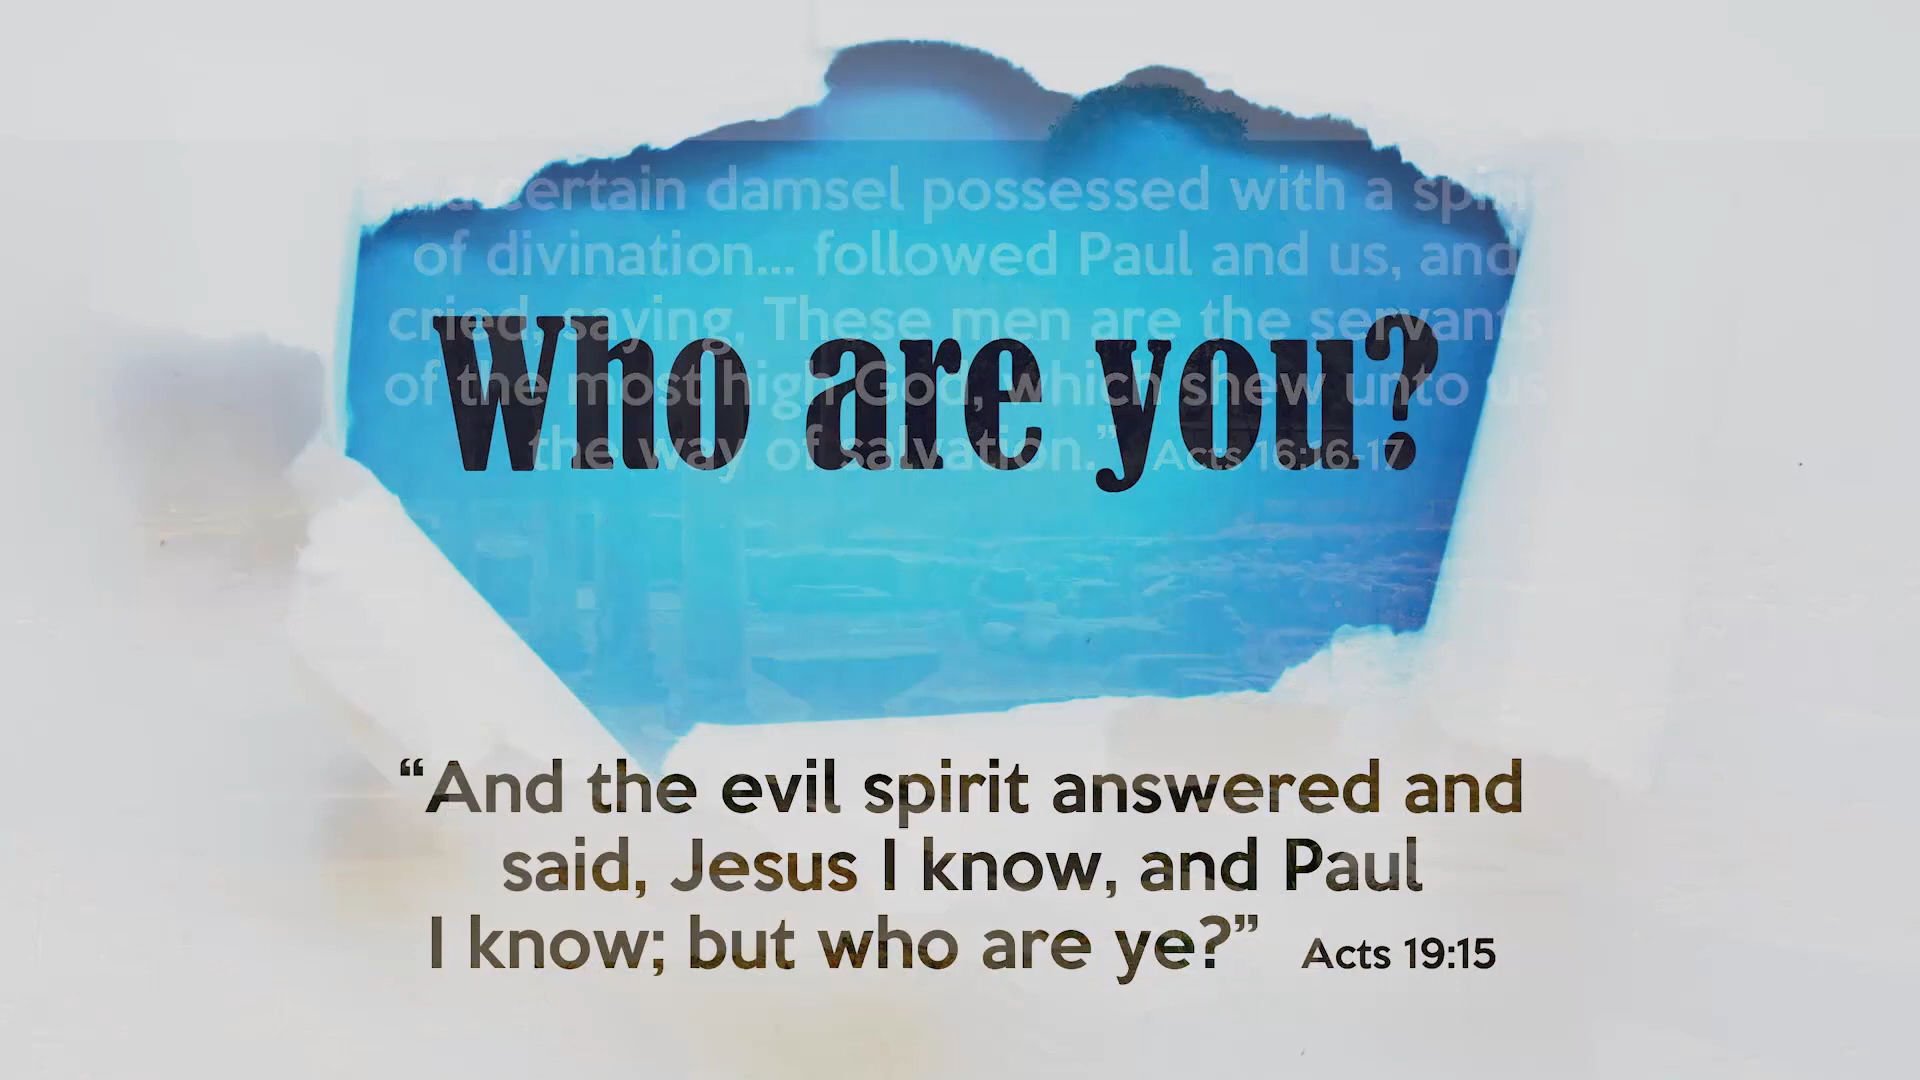 a certain damsel possessed with a spirit
of divination... followed Paul and us, and
cried, saying, These men are the servants
of the most high God, which shew unto us
the way of salvation.” Acts 16:16-17
Who are you?
“And the evil spirit answered and
said, Jesus I know, and Paul
I know; but who are ye?” Acts 19:15